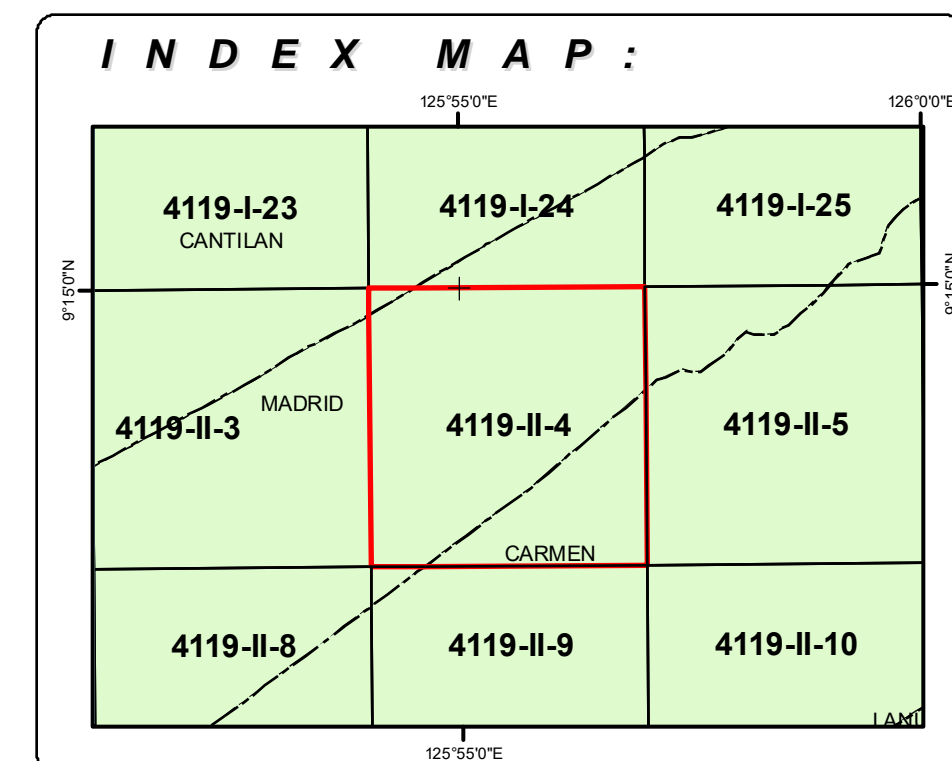 INDEX MAP:
125°55'0"E 126°0'0"E
4119-I-23 4119-I-24 4119-I-25
CANTILAN
9°15'0"N 9°15'0"N
MADRID
4119-II-3 4119-II-4 4119-II-5
CARMEN
4119-II-8 4119-II-9 4119-II-10
125°55'0"E